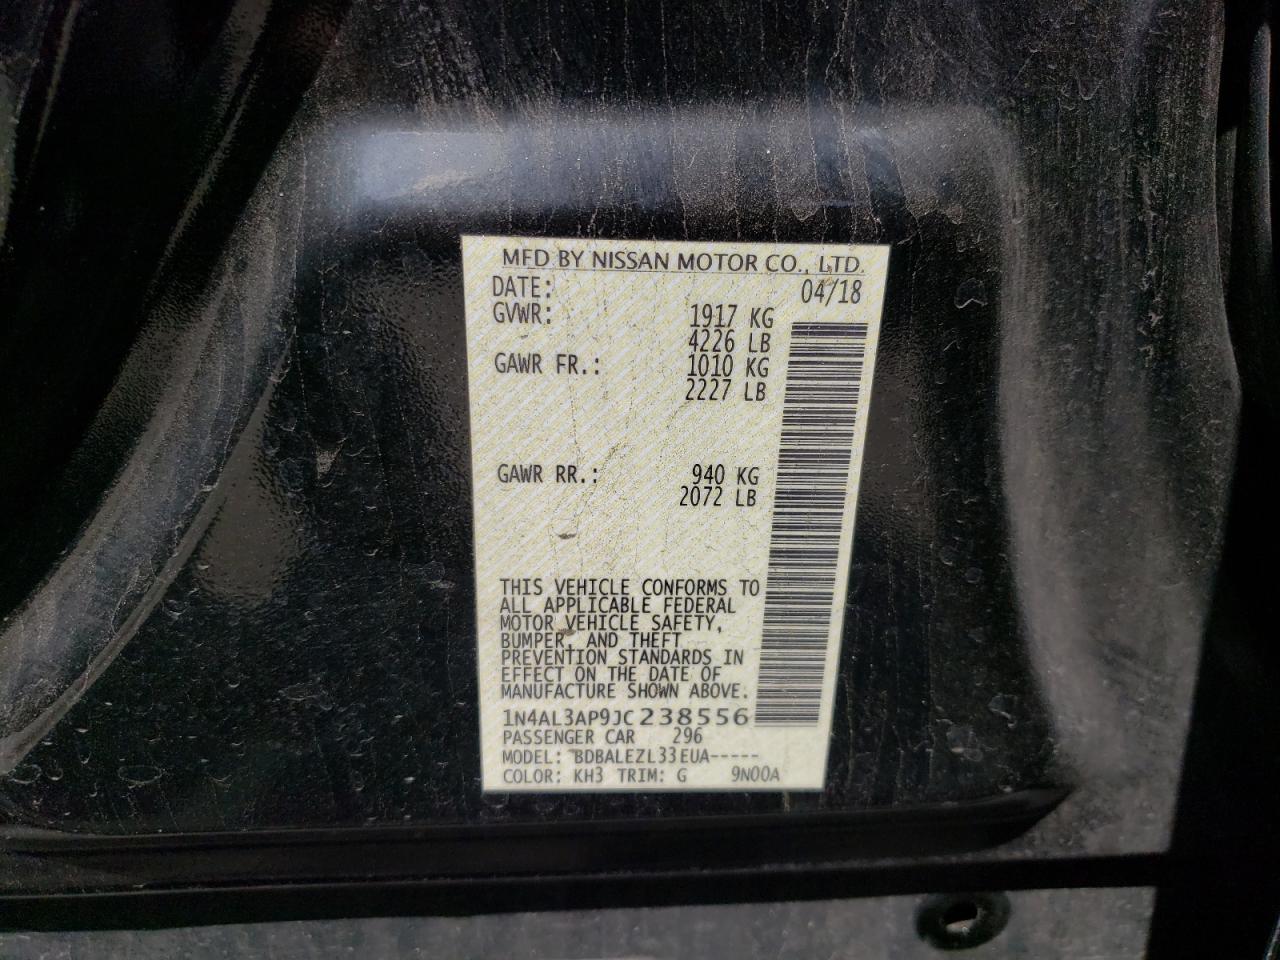 MFD BY NISSAN MOTOR CO., LTD.
DATE: 04/18
GVWR: 1917 KG
4226 LB
GAWR FR.: 1010 KG
2227 LB
GAWR RR.: 940 KG
2072 LB
THIS VEHICLE CONFORMS TO
ALL APPLICABLE FEDERAL
MOTOR VEHICLE SAFETY,
BUMPER, AND THEFT
PREVENTION STANDARDS IN
EFFECT ON THE DATE OF
MANUFACTURE SHOWN ABOVE.
1N4AL3AP9JC238556
PASSENGER CAR 296
MODEL: BDBALEZL33EUA-----
COLOR: KH3 TRIM: G 9N00A